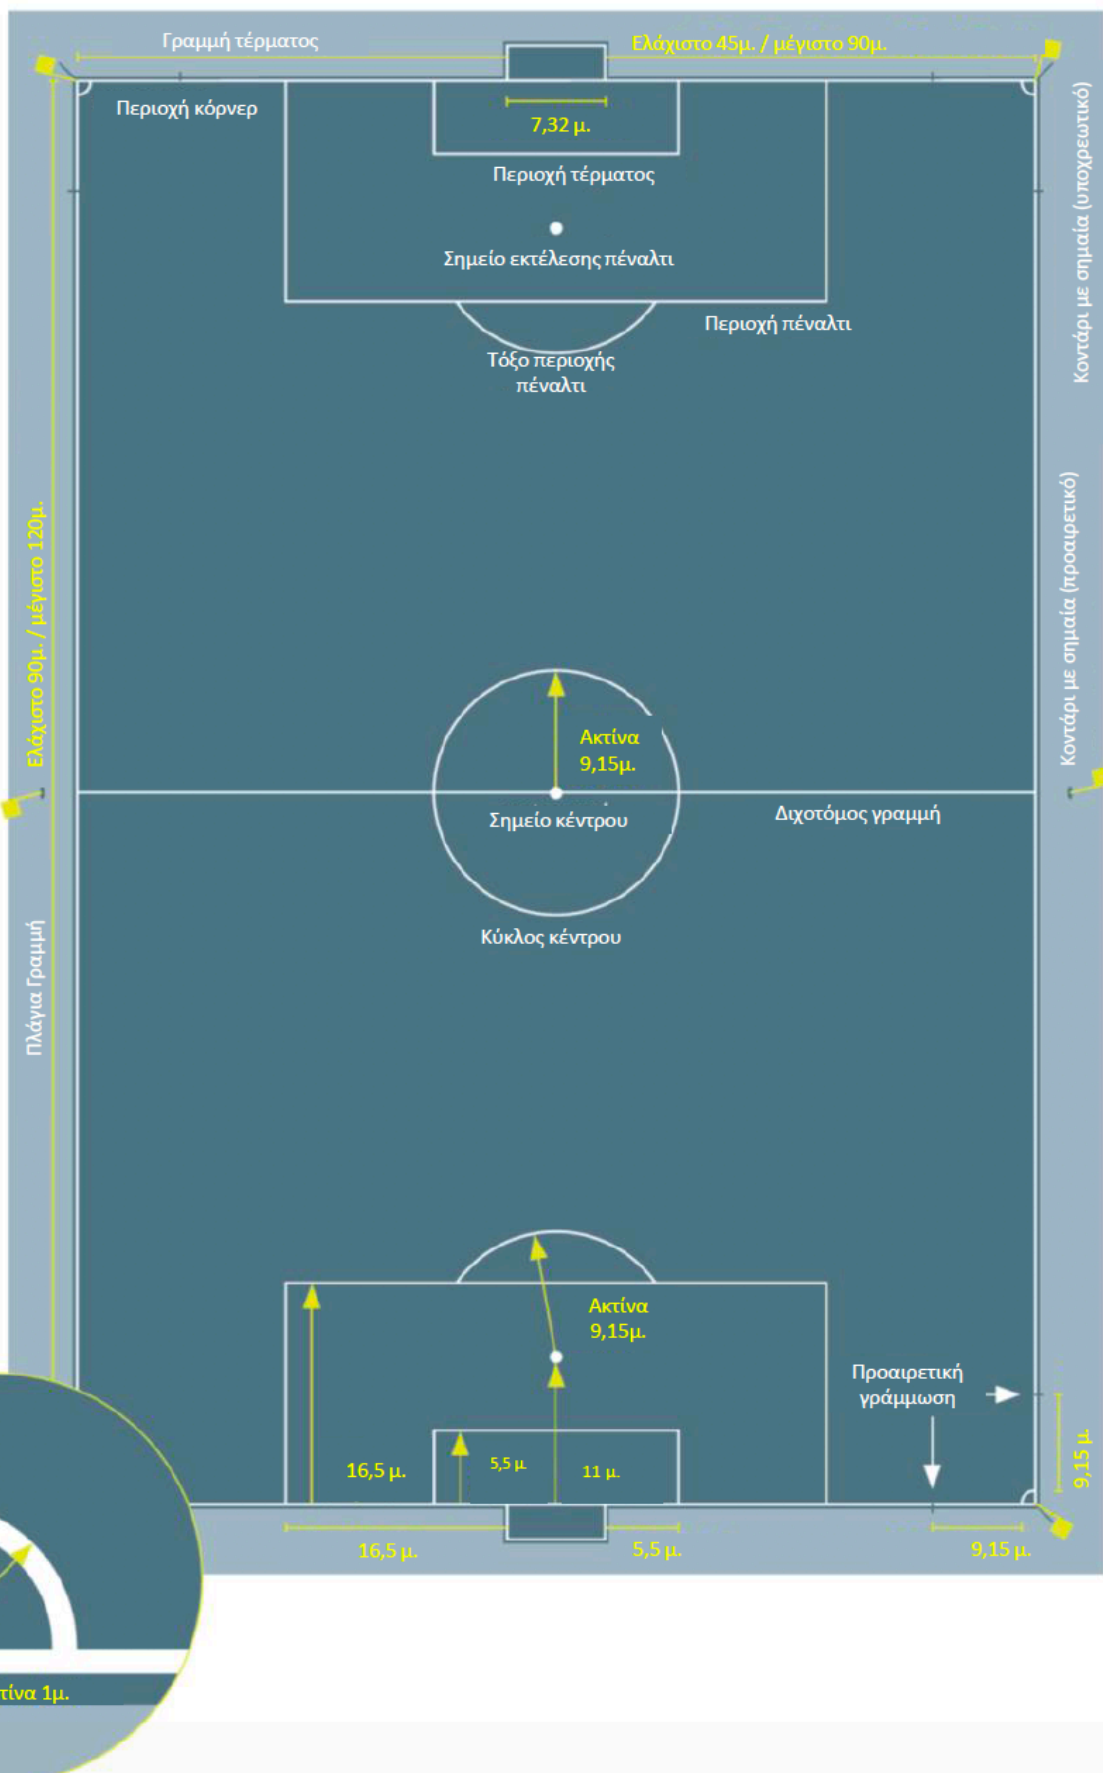 Γραμμή τέρματος
Ελάχιστο 45μ. / μέγιστο 90μ.
Περιοχή κόρνερ
7,32 μ.
Περιοχή τέρματος
Σημείο εκτέλεσης πέναλτι
Περιοχή πέναλτι
Τόξο περιοχής
πέναλτι
Κοντάρι με σημαία (υποχρεωτικό)
Κοντάρι με σημαία (προαιρετικό)
Ελάχιστο 90μ. / μέγιστο 120μ.
Ακτίνα
9,15μ.
Σημείο κέντρου
Διχοτόμος γραμμή
Κύκλος κέντρου
Πλάγια Γραμμή
Ακτίνα
9,15μ.
Προαιρετική
γράμμωση
16,5 μ.
5,5 μ.
11 μ.
9,15 μ.
16,5 μ.
5,5 μ.
9,15 μ.
τίνα 1μ.